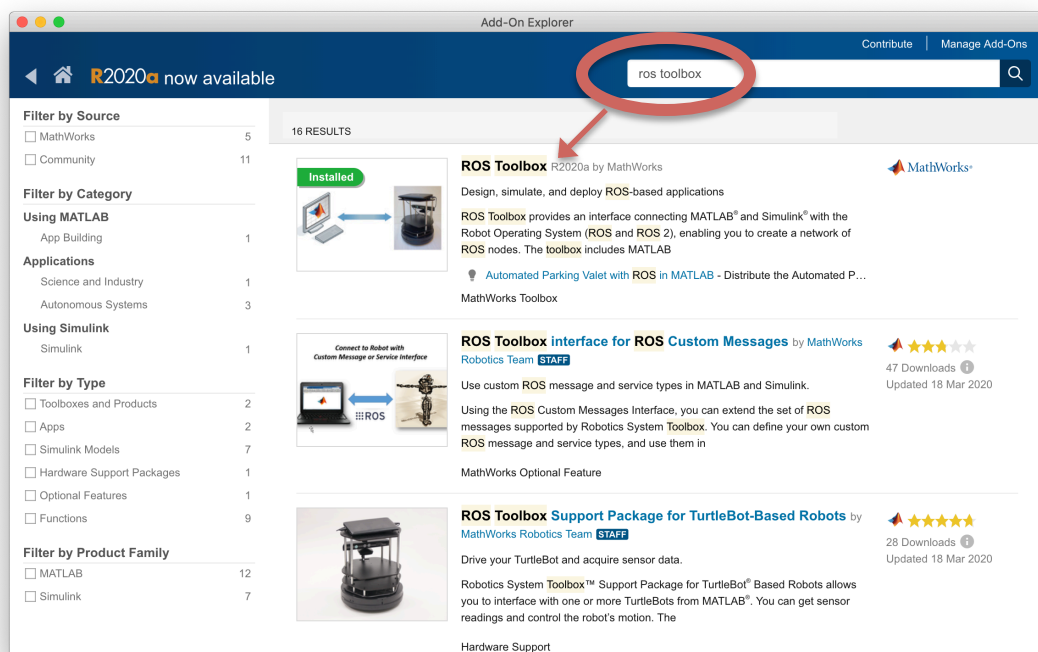 Add-On Explorer
Contribute
Manage Add-Ons
R2020a now available
ros toolbox
Filter by Source
MathWorks 5
Community 11
Filter by Category
Using MATLAB
App Building 1
Applications
Science and Industry 1
Autonomous Systems 3
Using Simulink
Simulink 1
Filter by Type
Toolboxes and Products 2
Apps 2
Simulink Models 7
Hardware Support Packages 1
Optional Features 1
Functions 9
Filter by Product Family
MATLAB 12
Simulink 7
16 RESULTS
Installed
ROS Toolbox R2020a by MathWorks
Design, simulate, and deploy ROS-based applications
ROS Toolbox provides an interface connecting MATLAB® and Simulink® with the
Robot Operating System (ROS and ROS 2), enabling you to create a network of
ROS nodes. The toolbox includes MATLAB
Automated Parking Valet with ROS in MATLAB - Distribute the Automated P…
MathWorks Toolbox
MathWorks®
Connect to Robot with
Custom Message or Service Interface
ROS
ROS Toolbox interface for ROS Custom Messages by MathWorks
Robotics Team STAFF
Use custom ROS message and service types in MATLAB and Simulink.
Using the ROS Custom Messages Interface, you can extend the set of ROS
messages supported by Robotics System Toolbox. You can define your own custom
ROS message and service types, and use them in
MathWorks Optional Feature
47 Downloads
Updated 18 Mar 2020
ROS Toolbox Support Package for TurtleBot-Based Robots by
MathWorks Robotics Team STAFF
Drive your TurtleBot and acquire sensor data.
Robotics System Toolbox™ Support Package for TurtleBot® Based Robots allows
you to interface with one or more TurtleBots from MATLAB®. You can get sensor
readings and control the robot's motion. The
Hardware Support
28 Downloads
Updated 18 Mar 2020